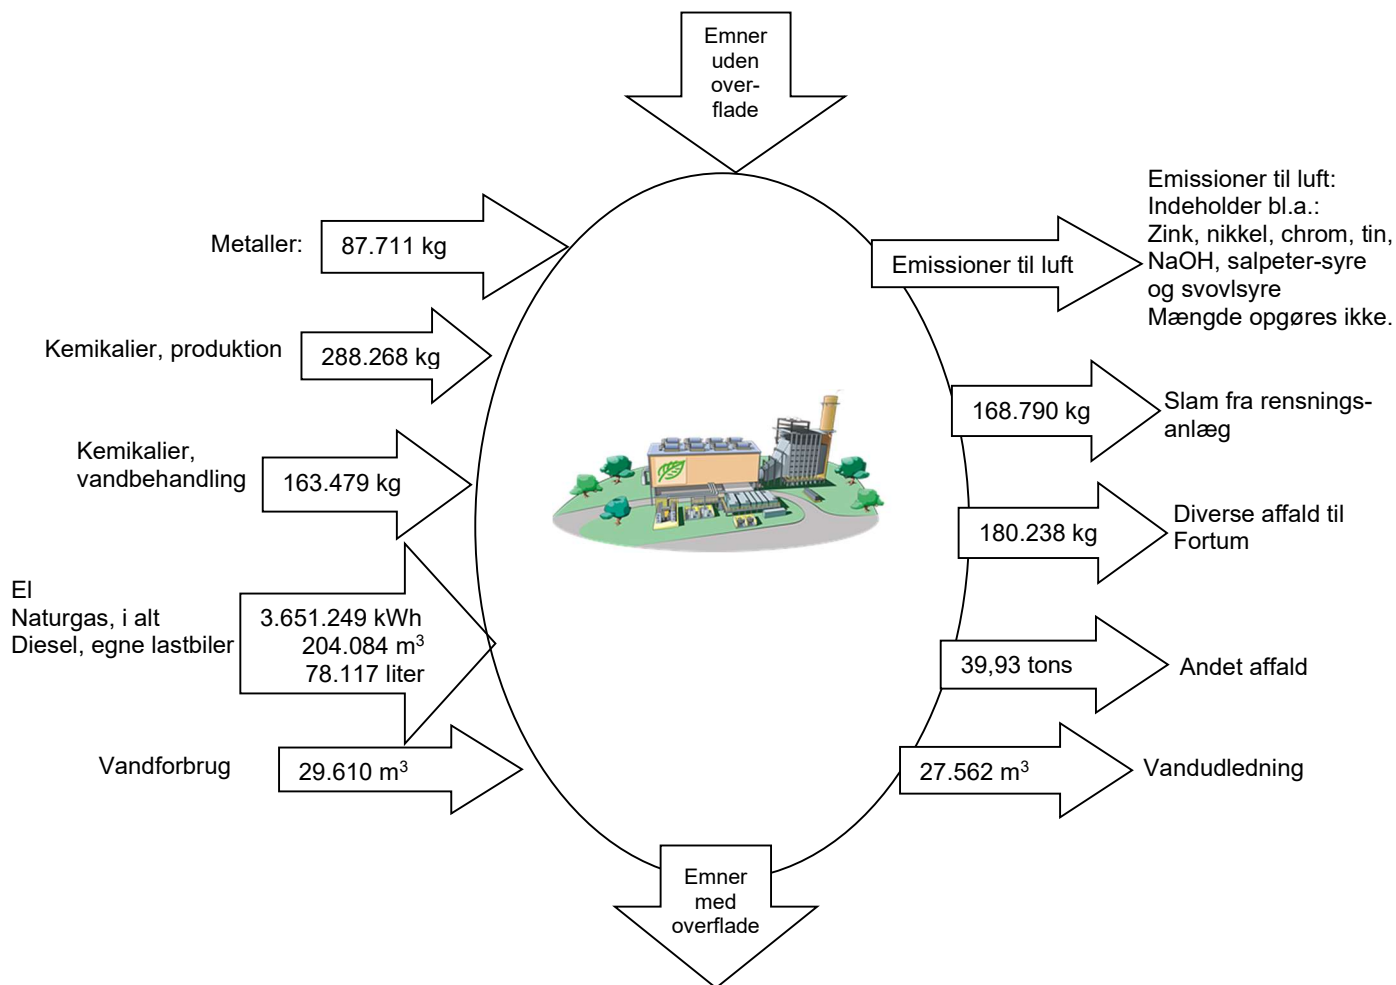 Emner
uden
over-
flade
Metaller:
87.711 kg
Kemikalier, produktion
288.268 kg
Kemikalier,
vandbehandling
163.479 kg
El
Naturgas, i alt
Diesel, egne lastbiler
3.651.249 kWh
204.084 m³
78.117 liter
Vandforbrug
29.610 m³
Emissioner til luft
Emissioner til luft:
Indeholder bl.a.:
Zink, nikkel, chrom, tin,
NaOH, salpeter-syre
og svovlsyre
Mængde opgøres ikke.
168.790 kg
Slam fra rensnings-
anlæg
180.238 kg
Diverse affald til
Fortum
39,93 tons
Andet affald
27.562 m³
Vandudledning
Emner
med
overflade